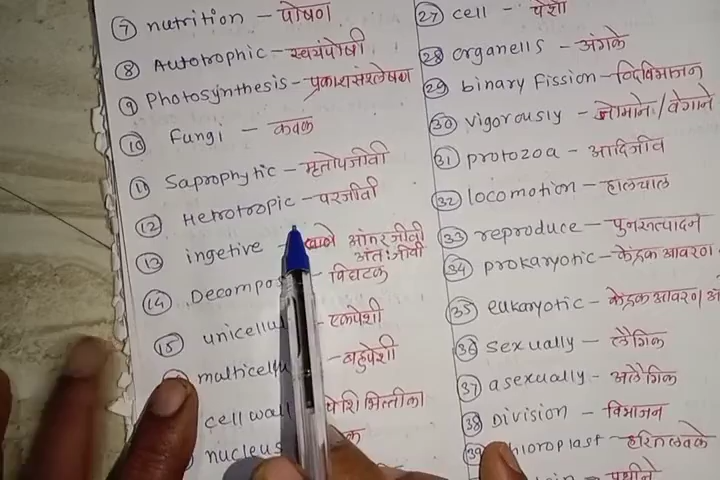 7 nutrition - पोषण
8 Autotrophic - स्वयंपोषी
9 Photosynthesis - प्रकाशसंश्लेषण
10 Fungi - कवक
11 Saprophytic - मृतोपजीवी
12 Hetrotropic - परजीवी
13 ingetive - आंतरजीवी
अंतःजीवी
14 Decompos - विघटक
15 unicellul - एकपेशी
multicellu - बहुपेशी
cell wall पेशिभित्तीका
nucleus
27 cell - पेशी
28 organells - अंगके
29 binary Fission - द्विविभाजन
30 vigorously - जोमाने/वेगाने
31 protozoa - आदिजीव
32 locomotion - हालचाल
33 reproduce - पुनरुत्पादन
34 prokaryotic - केंद्रक आवरण
35 eukaryotic - केंद्रक आवरण
36 sexually - लैंगिक
37 asexually - अलैंगिक
38 Division - विभाजन
39 hloroplast - हरितलवके
पृथीने